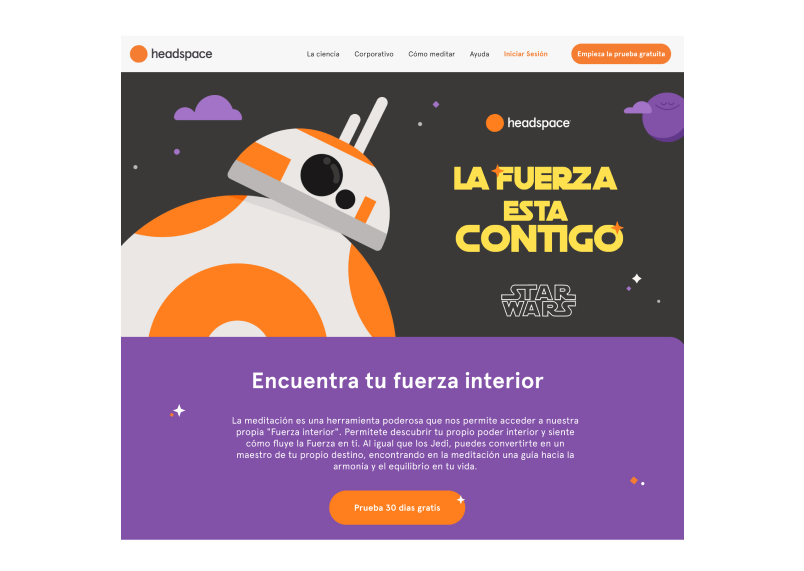 headspace
La ciencia
Corporativo
Cómo meditar
Ayuda
Iniciar Sesión
Empieza la prueba gratuita
headspace
LA FUERZA
ESTA
CONTIGO
STAR
WARS
Encuentra tu fuerza interior
La meditación es una herramienta poderosa que nos permite acceder a nuestra
propia "Fuerza interior". Permítete descubrir tu propio poder interior y siente
cómo fluye la Fuerza en ti. Al igual que los Jedi, puedes convertirte en un
maestro de tu propio destino, encontrando en la meditación una guía hacia la
armonía y el equilibrio en tu vida.
Prueba 30 días gratis